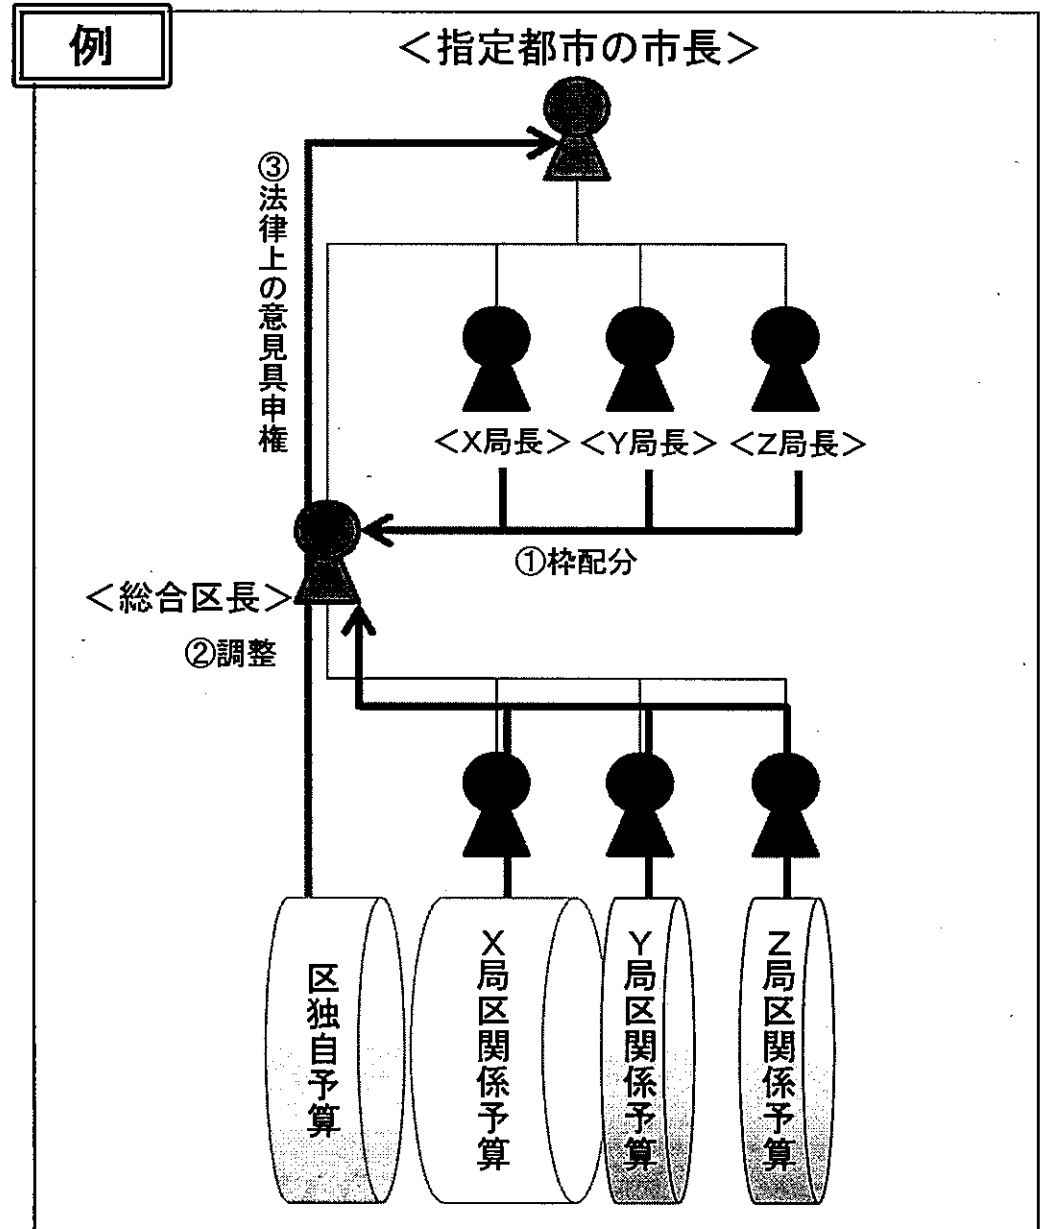 例
＜指定都市の市長＞
③法律上の意見具申権
＜X局長＞
＜Y局長＞
＜Z局長＞
①枠配分
＜総合区長＞
②調整
区独自予算
X局区関係予算
Y局区関係予算
Z局区関係予算